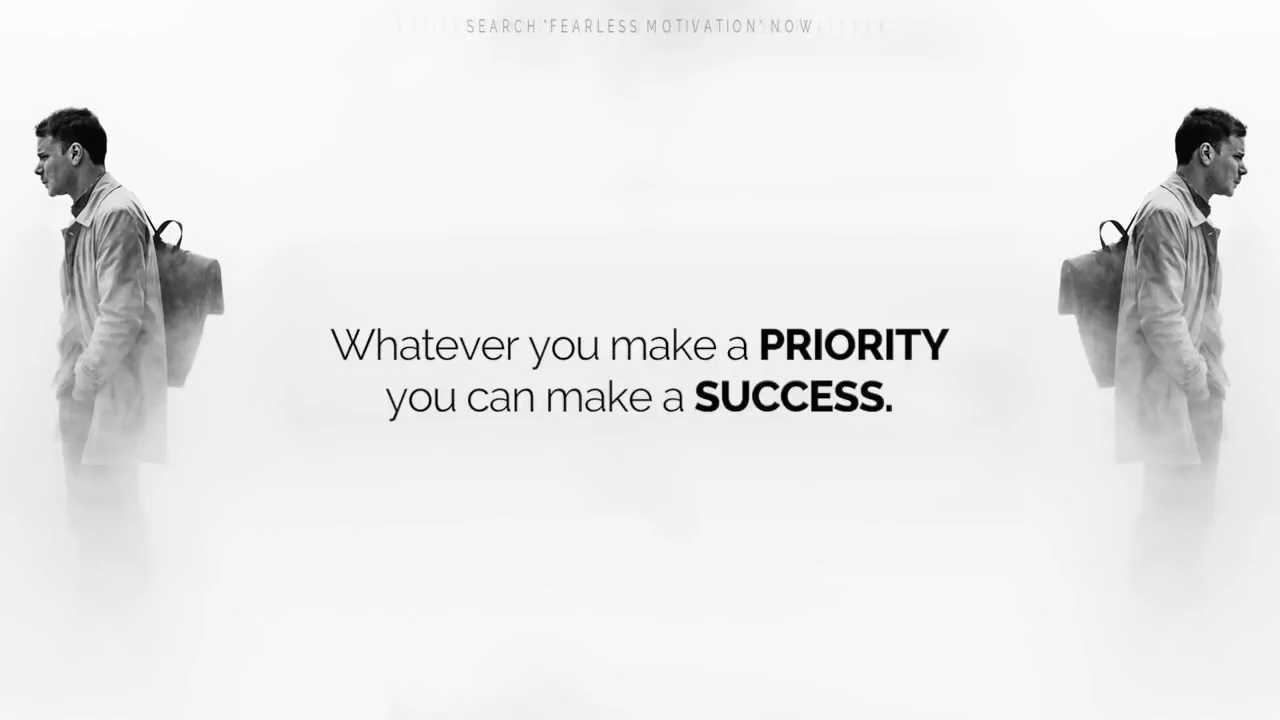 SEARCH 'FEARLESS MOTIVATION' NOW
Whatever you make a PRIORITY
you can make a SUCCESS.